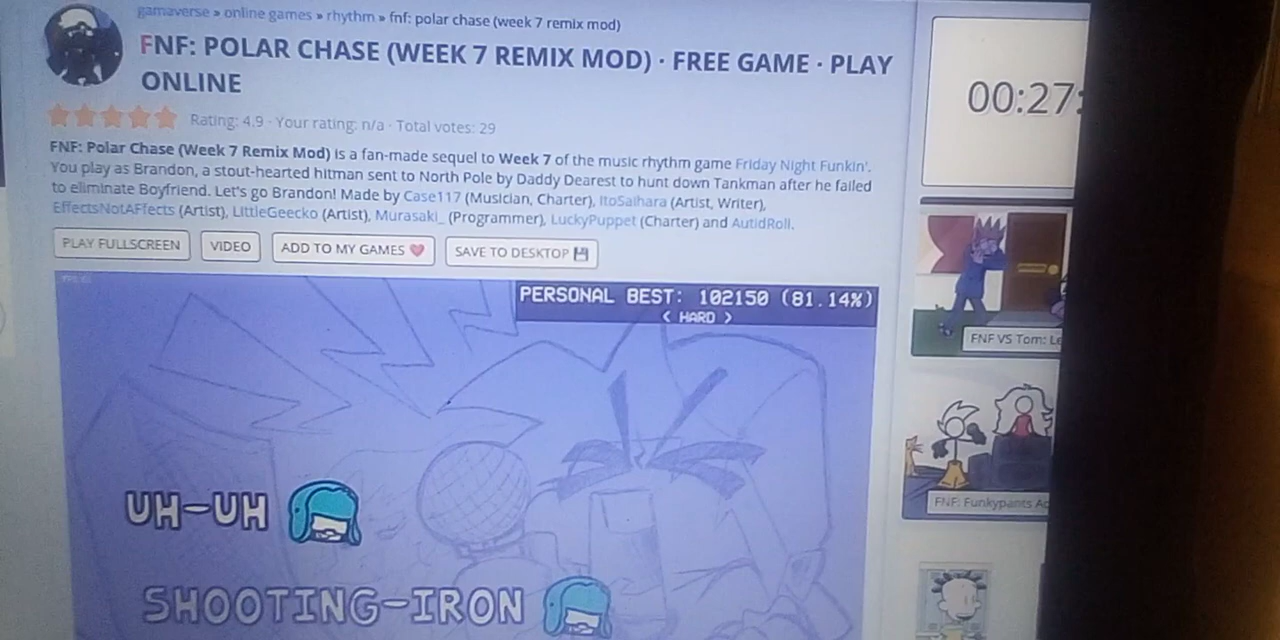 gamaverse » online games » rhythm » fnf: polar chase (week 7 remix mod)
FNF: POLAR CHASE (WEEK 7 REMIX MOD) · FREE GAME · PLAY
ONLINE
Rating: 4.9 · Your rating: n/a · Total votes: 29
FNF: Polar Chase (Week 7 Remix Mod) is a fan-made sequel to Week 7 of the music rhythm game Friday Night Funkin'.
You play as Brandon, a stout-hearted hitman sent to North Pole by Daddy Dearest to hunt down Tankman after he failed
to eliminate Boyfriend. Let's go Brandon! Made by Case117 (Musician, Charter), ItoSaihara (Artist, Writer),
EffectsNotAFfects (Artist), LittleGeecko (Artist), Murasaki_ (Programmer), LuckyPuppet (Charter) and AutidRoll.
PLAY FULLSCREEN VIDEO ADD TO MY GAMES SAVE TO DESKTOP
PERSONAL BEST: 102150 (81.14%)
< HARD >
UH-UH
SHOOTING-IRON
00:27:
FNF VS Tom: Le
FNF: Funkypants Ac